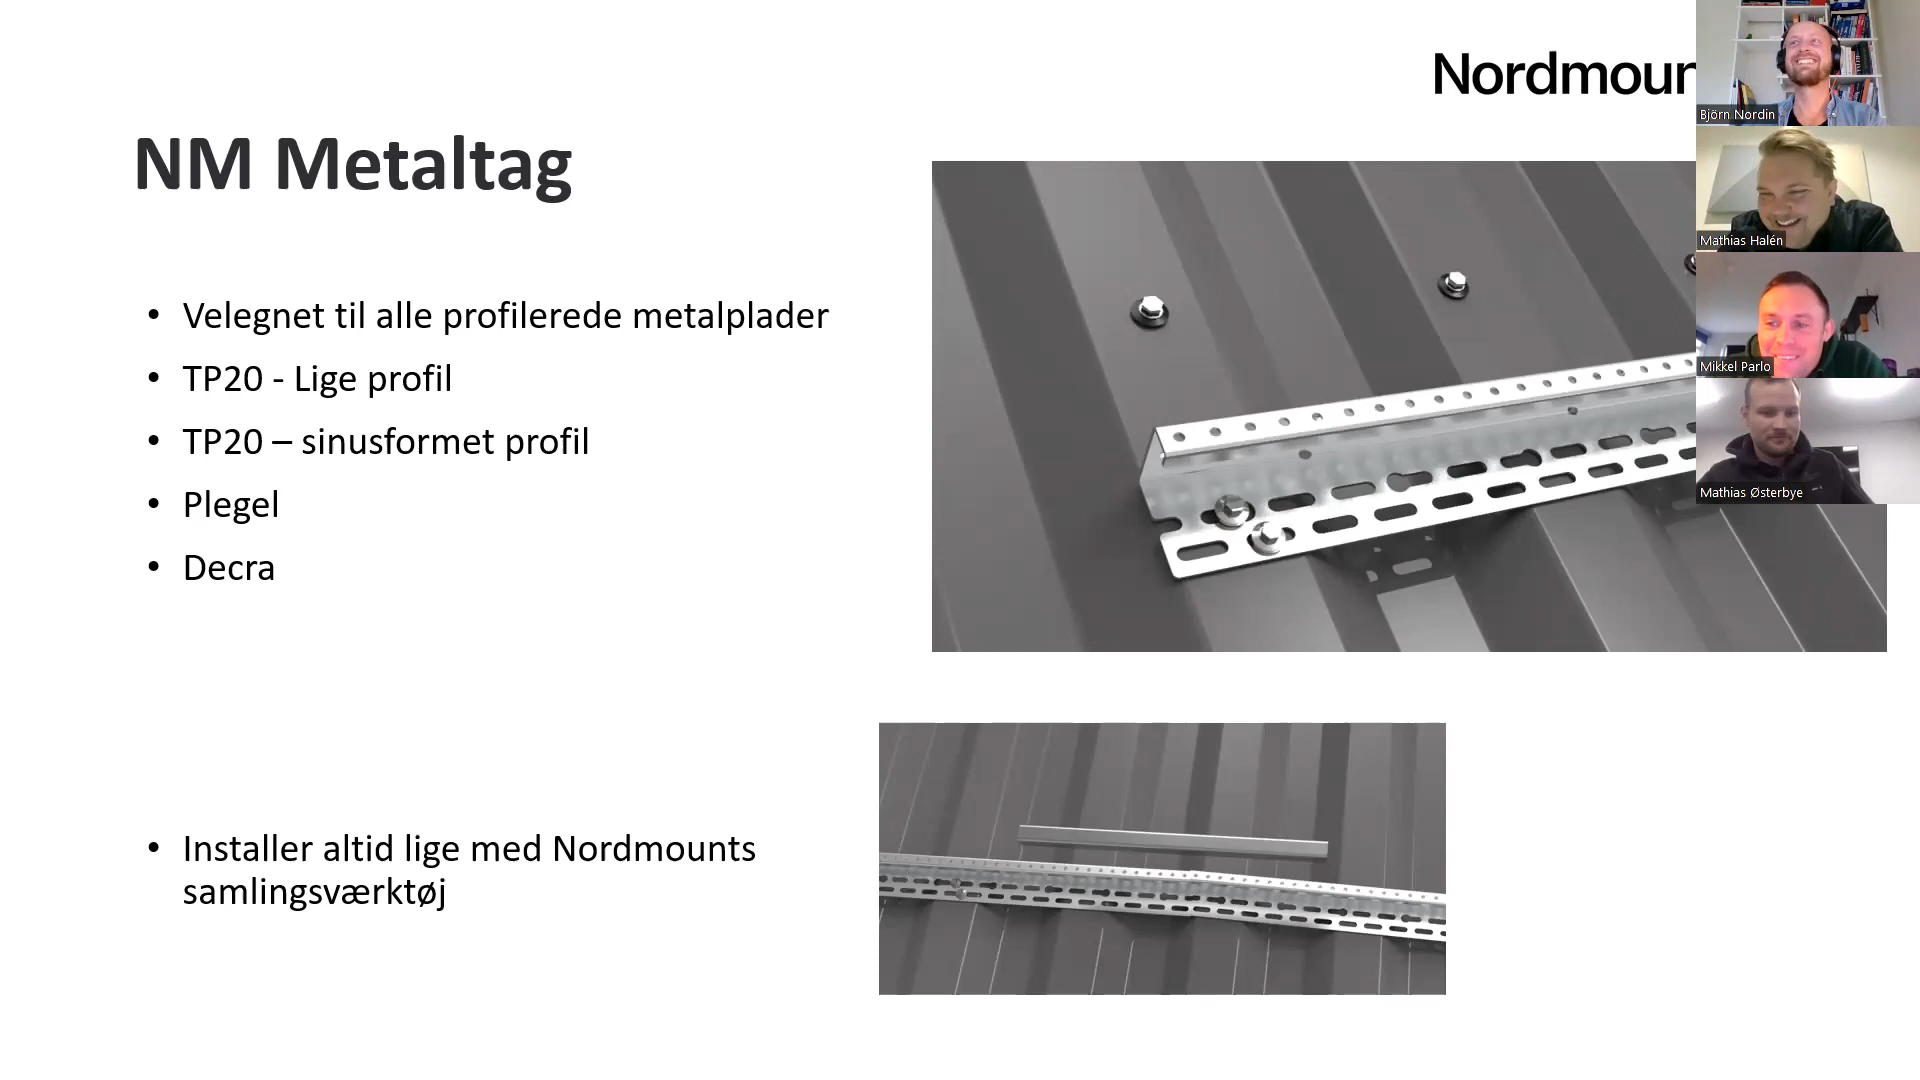 Nordmoun
NM Metaltag
• Velegnet til alle profilerede metalplader
• TP20 - Lige profil
• TP20 – sinusformet profil
• Plegel
• Decra
• Installer altid lige med Nordmounts
samlingsværktøj
Björn Nordin
Mathias Halén
Mikkel Parlo
Mathias Østerbye